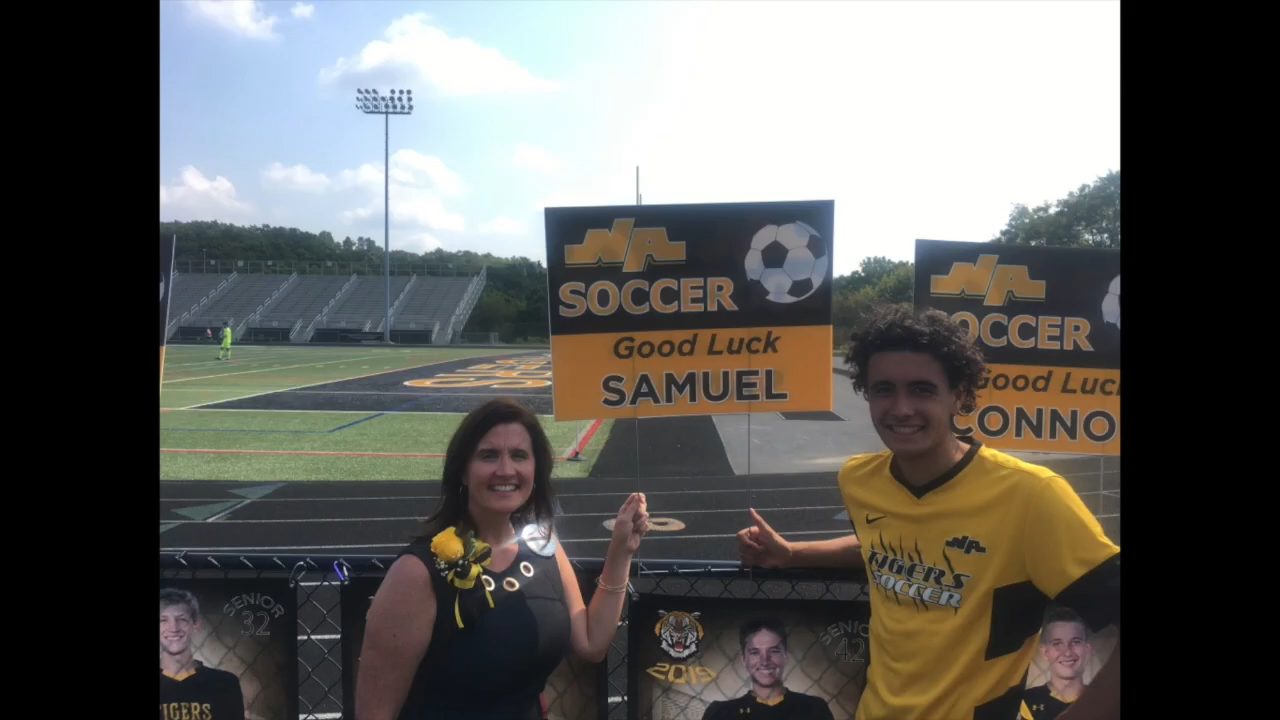 NA
SOCCER
Good Luck
SAMUEL
NA
SOCCER
Good Luc
CONNO
NA
TIGERS
SOCCER
SENIOR
32
TIGERS
2019
SENIOR
42